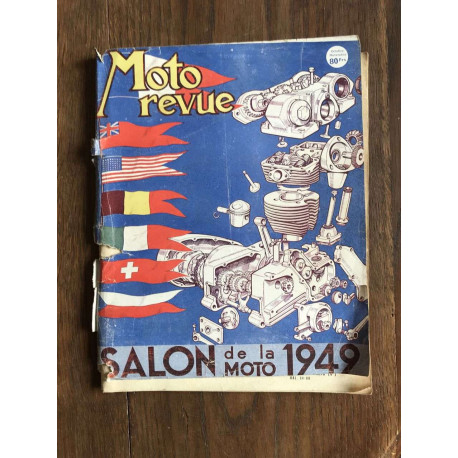 Moto
revue
80 Frs
SALON de la MOTO 1949